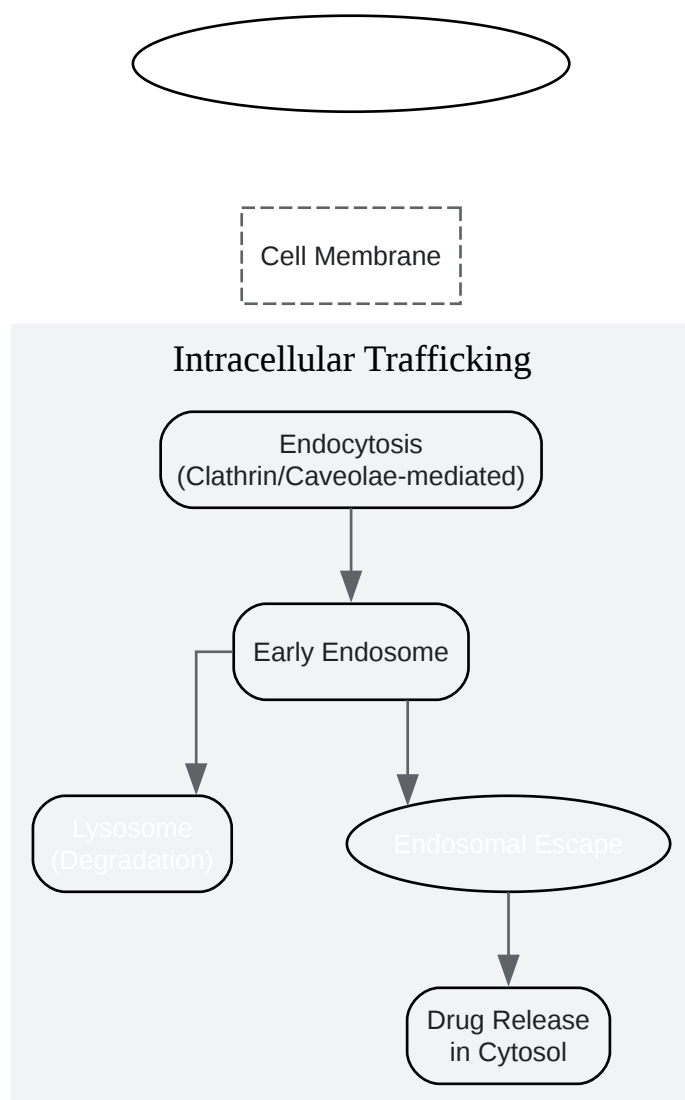 Cell Membrane
Intracellular Trafficking
Endocytosis
(Clathrin/Caveolae-mediated)
Early Endosome
Lysosome
(Degradation)
Endosomal Escape
Drug Release
in Cytosol